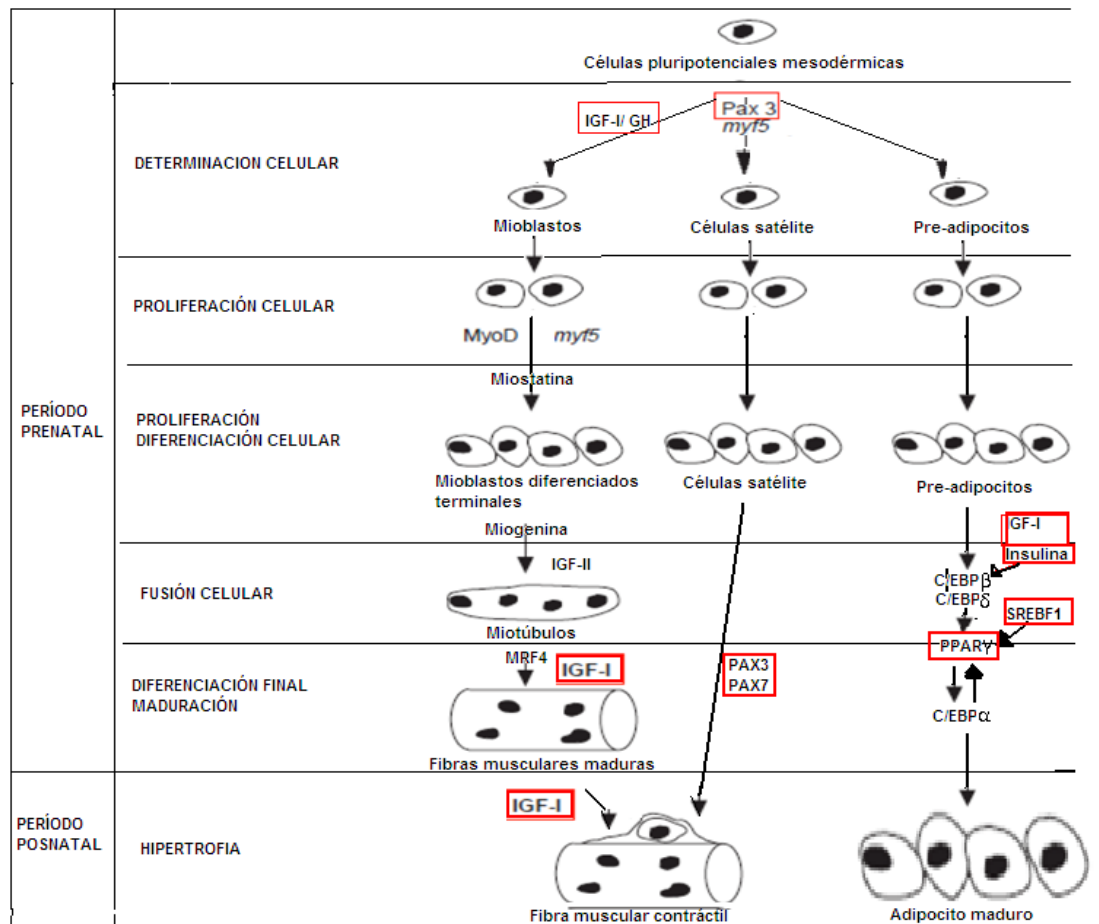 Células pluripotenciales mesodérmicas
DETERMINACION CELULAR
IGF-I/ GH
Pax 3
myf5
Mioblastos
Células satélite
Pre-adipocitos
PROLIFERACIÓN CELULAR
MyoD myf5
PERÍODO
PRENATAL
PROLIFERACIÓN
DIFERENCIACIÓN CELULAR
Miostatina
Mioblastos diferenciados
terminales
Células satélite
Pre-adipocitos
Miogenina
GF-I
Insulina
FUSIÓN CELULAR
IGF-II
Miotúbulos
C/EBPβ
C/EBPδ
SREBF1
PPARγ
DIFERENCIACIÓN FINAL
MADURACIÓN
MRF4
IGF-I
PAX3
PAX7
C/EBPα
Fibras musculares maduras
PERÍODO
POSNATAL
HIPERTROFIA
IGF-I
Fibra muscular contráctil
Adipocito maduro